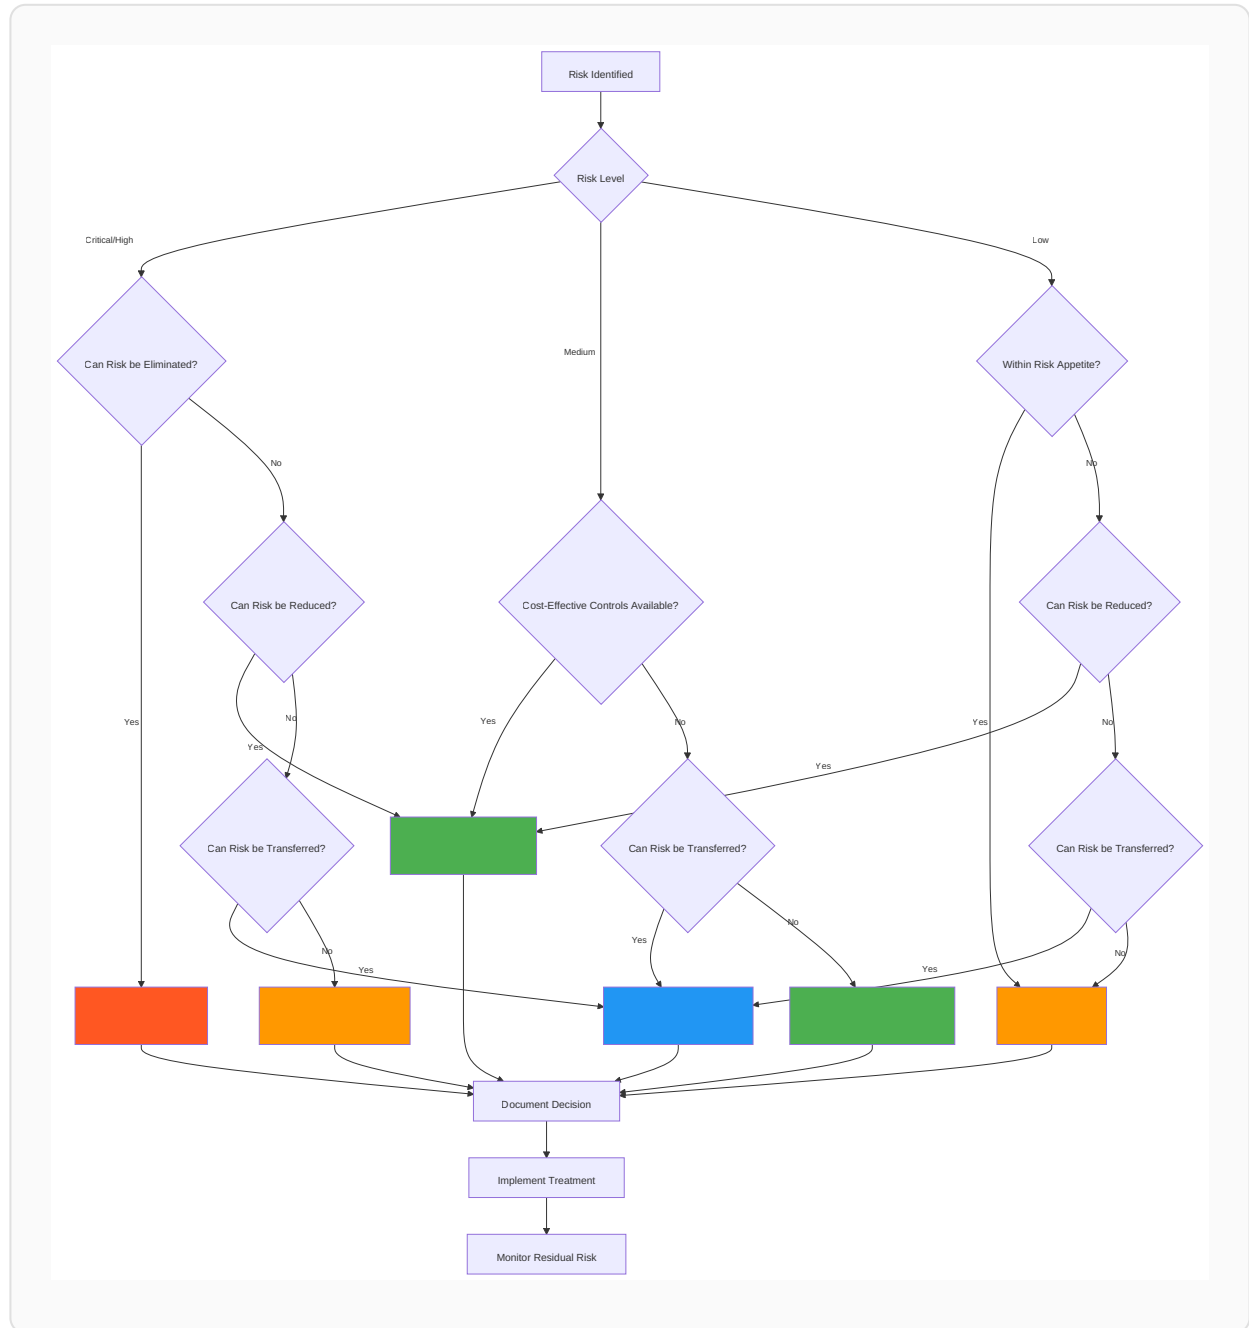 Risk Identified
Risk Level
Critical/High
Low
Medium
Can Risk be Eliminated?
Within Risk Appetite?
No
No
Can Risk be Reduced?
Cost-Effective Controls Available?
Can Risk be Reduced?
Yes
No
Yes
Yes
No
Yes
No
Yes
Can Risk be Transferred?
Can Risk be Transferred?
Can Risk be Transferred?
No
Yes
No
Yes
Yes
No
Document Decision
Implement Treatment
Monitor Residual Risk